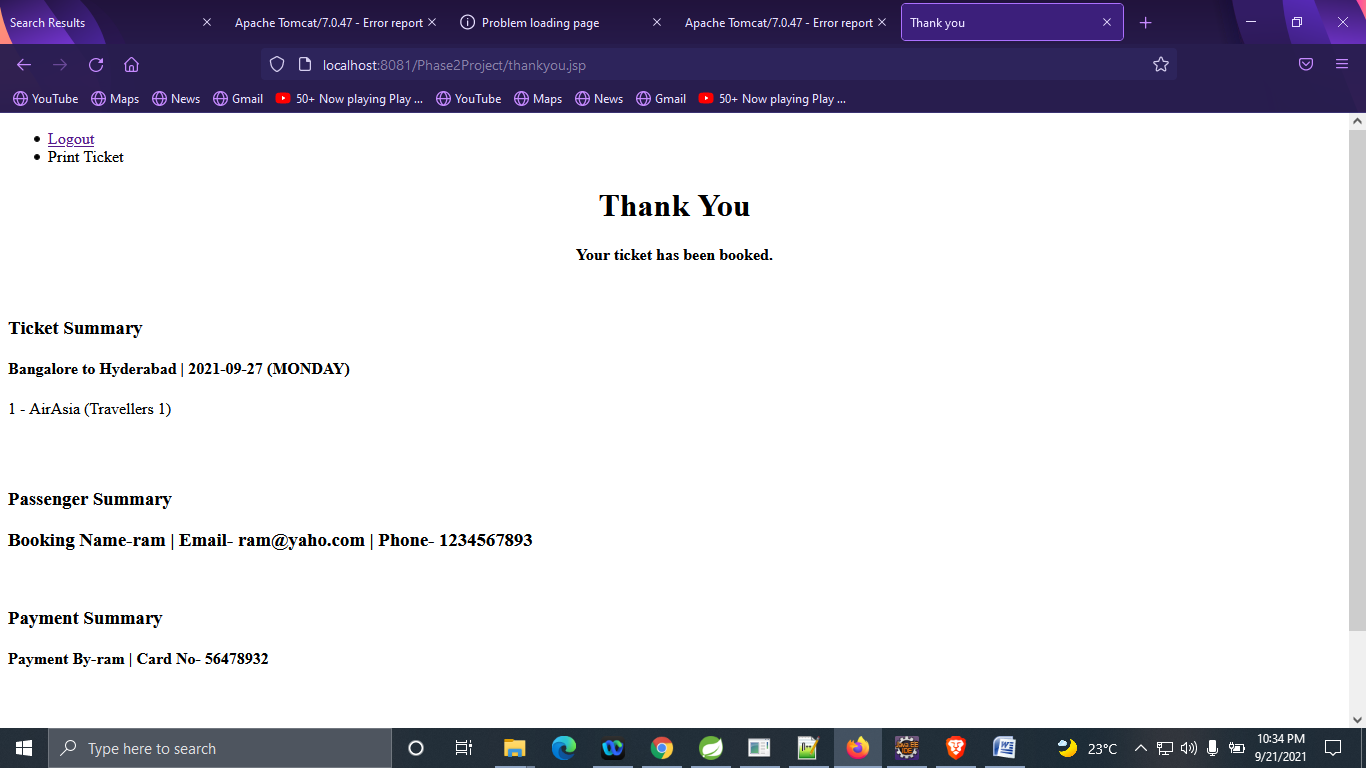 Search Results
Apache Tomcat/7.0.47 - Error report
Problem loading page
Apache Tomcat/7.0.47 - Error report
Thank you
localhost:8081/Phase2Project/thankyou.jsp
YouTube Maps News Gmail 50+ Now playing Play ... YouTube Maps News Gmail 50+ Now playing Play ...
Logout
Print Ticket
Thank You
Your ticket has been booked.
Ticket Summary
Bangalore to Hyderabad | 2021-09-27 (MONDAY)
1 - AirAsia (Travellers 1)
Passenger Summary
Booking Name-ram | Email- ram@yaho.com | Phone- 1234567893
Payment Summary
Payment By-ram | Card No- 56478932
Type here to search
23°C
10:34 PM
9/21/2021